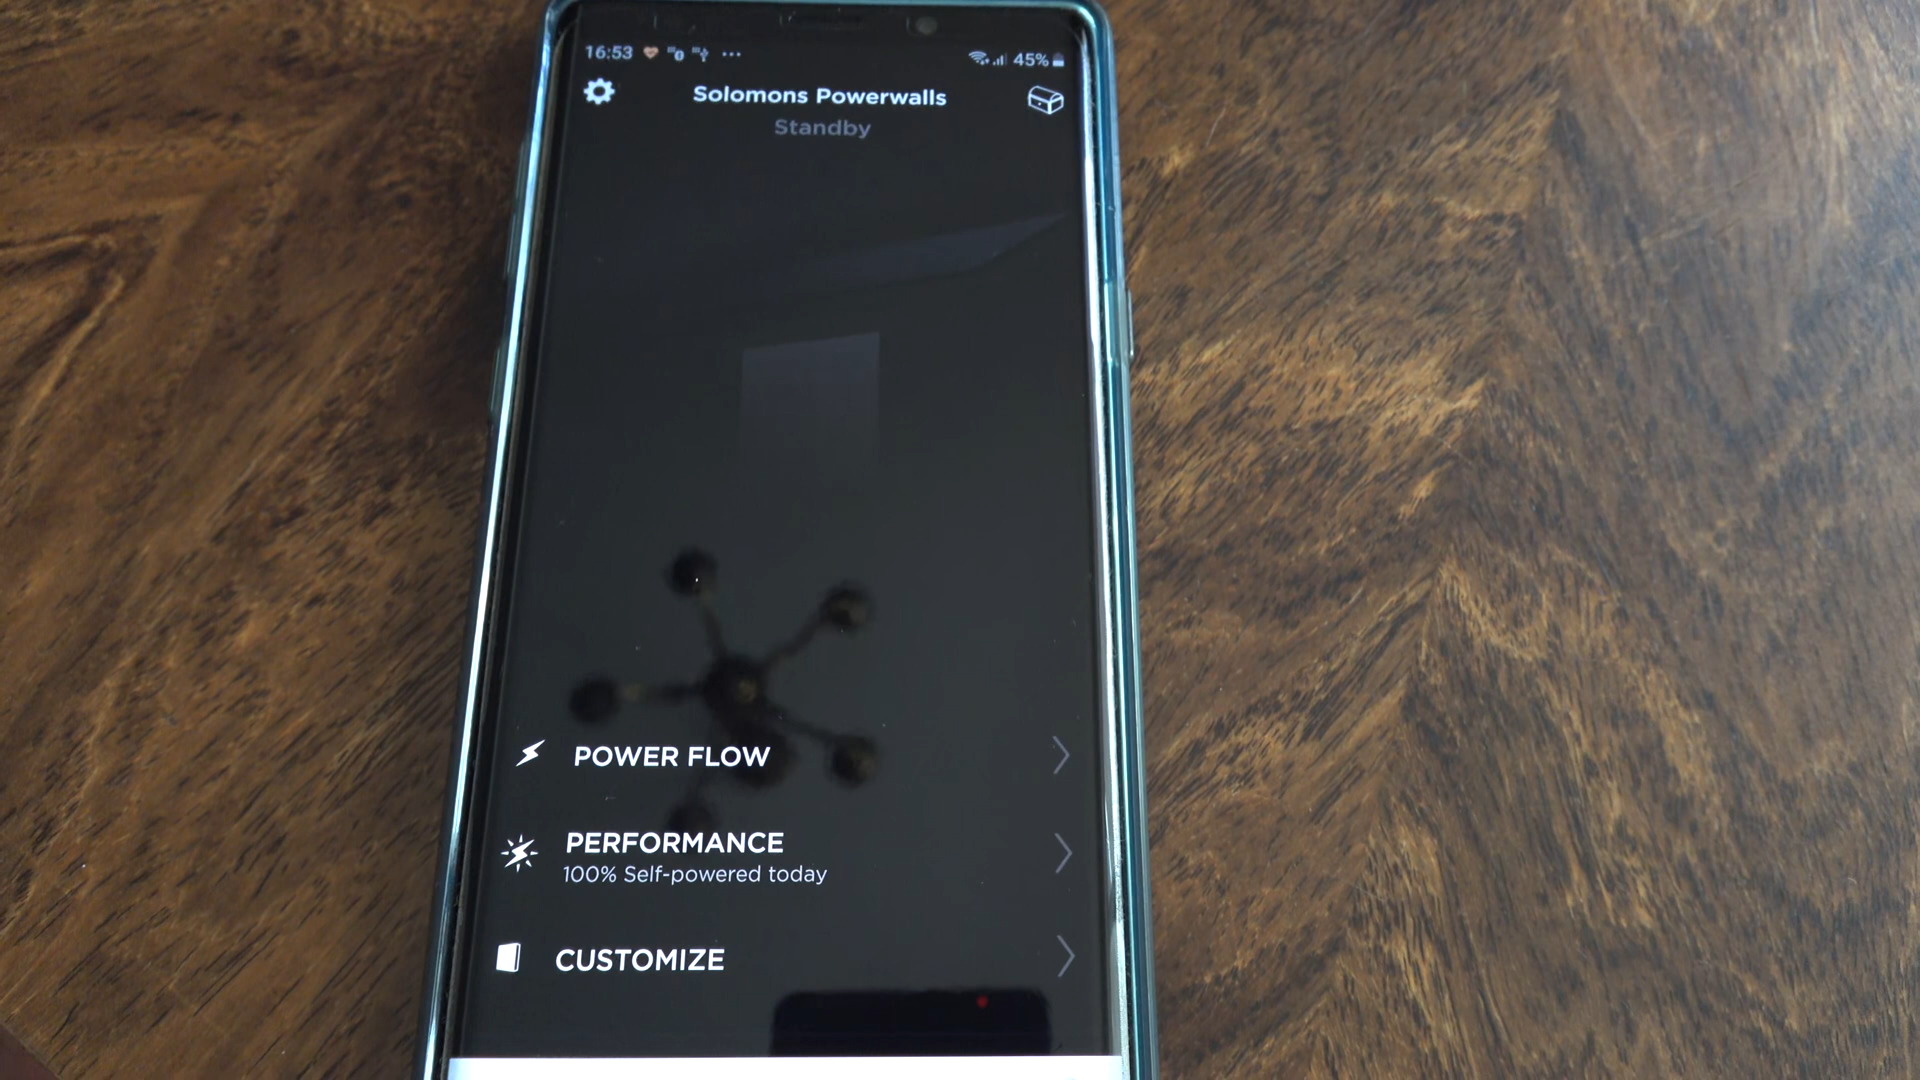 16:53
45%
Solomons Powerwalls
Standby
POWER FLOW
PERFORMANCE
100% Self-powered today
CUSTOMIZE